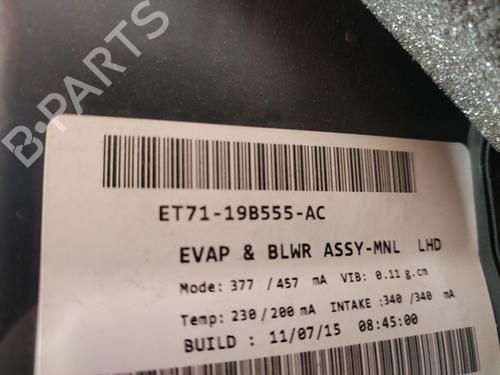 B-PARTS
ET71-19B555-AC
EVAP & BLWR ASSY-MNL LHD
Mode: 377 /457 mA VIB: 0.11 g.cm
Temp: 230 /200 mA INTAKE :340 /340 mA
BUILD : 11/07/15 08:45:00